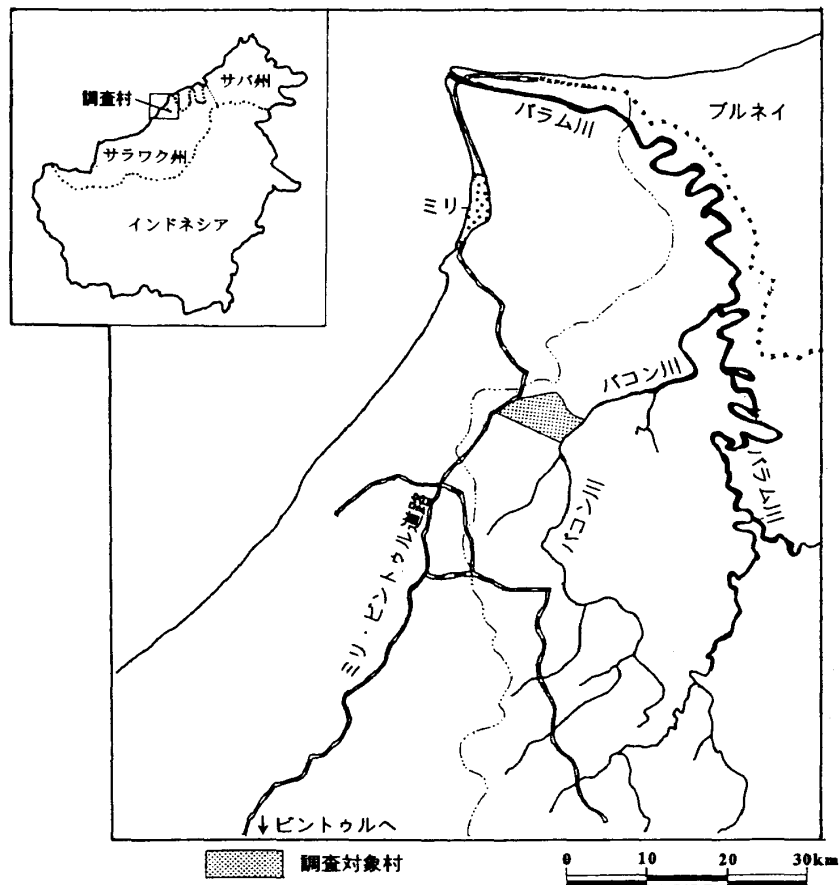 サバ州
調査村
サラワク州
インドネシア
バラム川
ブルネイ
ミリ
バコン川
バラム川
バコン川
ミリ・ビントゥル道路
↓ビントゥルへ
調査対象村
0 10 20 30km